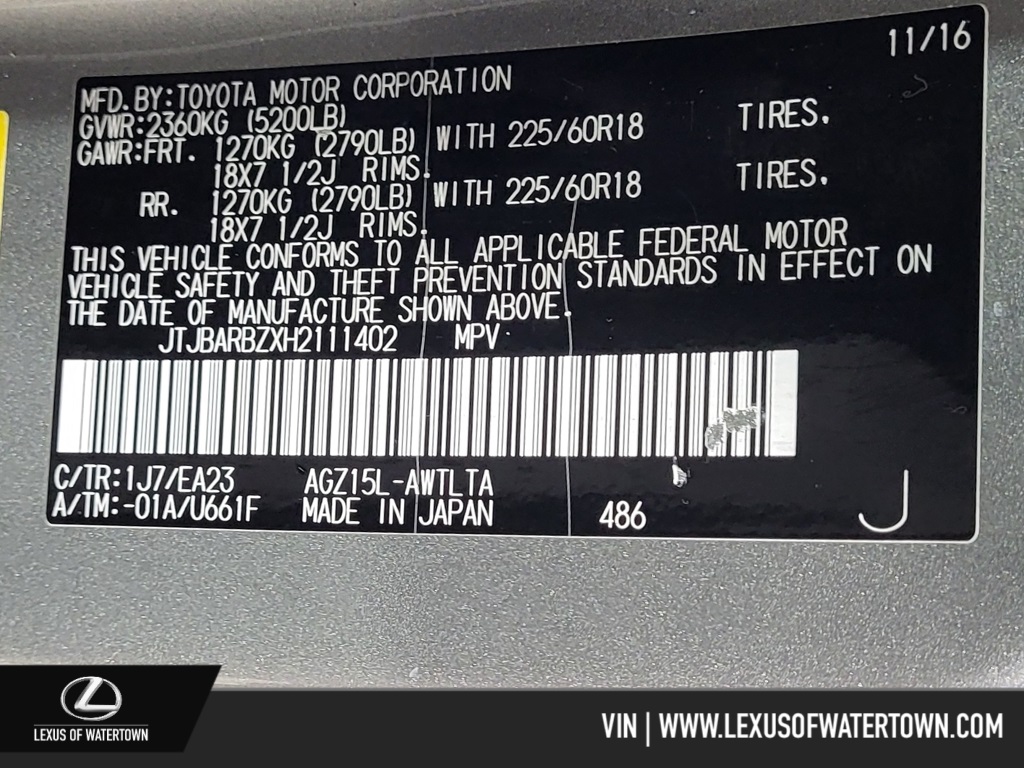 11/16
MFD.BY:TOYOTA MOTOR CORPORATION
GVWR:2360KG (5200LB)
GAWR:FRT. 1270KG (2790LB) WITH 225/60R18 TIRES.
18X7 1/2J RIMS.
RR. 1270KG (2790LB) WITH 225/60R18 TIRES.
18X7 1/2J RIMS.
THIS VEHICLE CONFORMS TO ALL APPLICABLE FEDERAL MOTOR
VEHICLE SAFETY AND THEFT PREVENTION STANDARDS IN EFFECT ON
THE DATE OF MANUFACTURE SHOWN ABOVE.
JTJBARBZXH2111402 MPV
C/TR:1J7/EA23 AGZ15L-AWTLTA
A/TM:-01A/U661F MADE IN JAPAN 486 J
LEXUS OF WATERTOWN
VIN | WWW.LEXUSOFWATERTOWN.COM